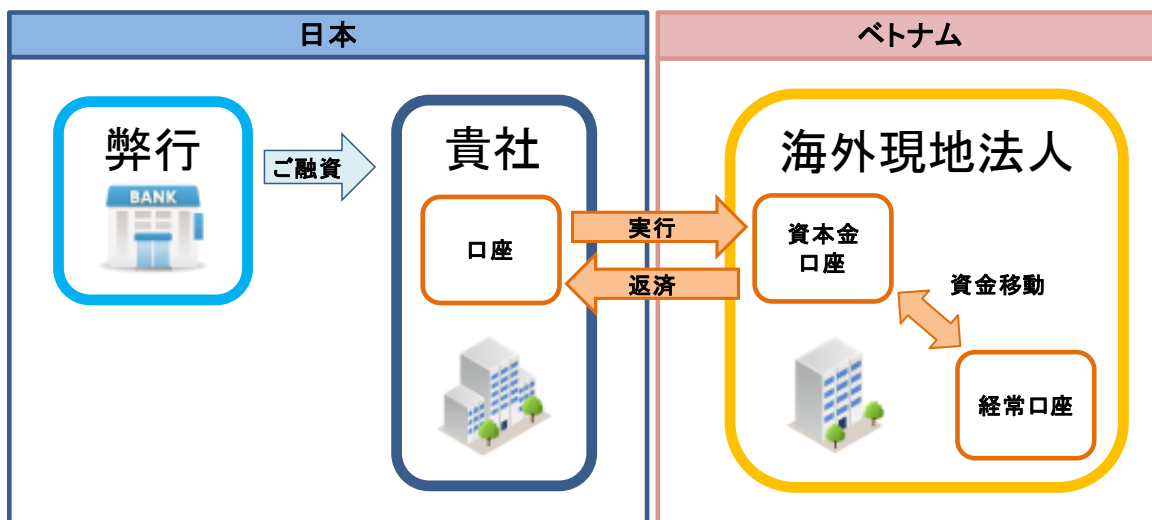 日本
ベトナム
弊行
BANK
ご融資
貴社
口座
実行
返済
海外現地法人
資本金
口座
資金移動
経常口座